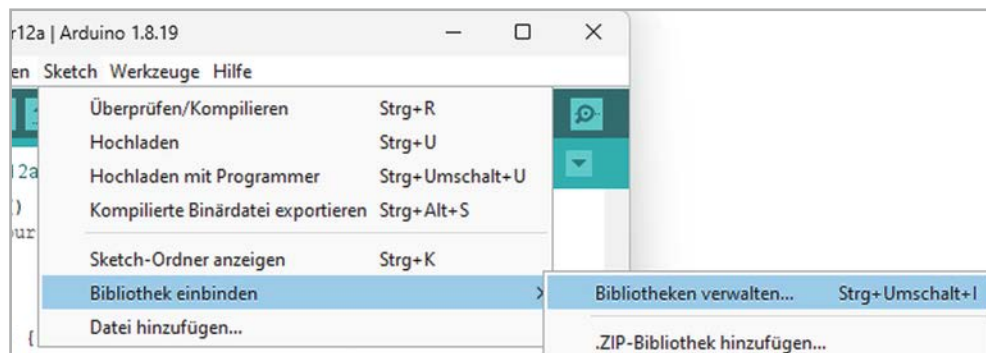 r12a | Arduino 1.8.19
en Sketch Werkzeuge Hilfe
Überprüfen/Kompilieren Strg+R
Hochladen Strg+U
12a
Hochladen mit Programmer Strg+Umschalt+U
)
Kompilierte Binärdatei exportieren Strg+Alt+S
ur
Sketch-Ordner anzeigen Strg+K
Bibliothek einbinden
Bibliotheken verwalten... Strg+Umschalt+I
Datei hinzufügen...
{
.ZIP-Bibliothek hinzufügen...